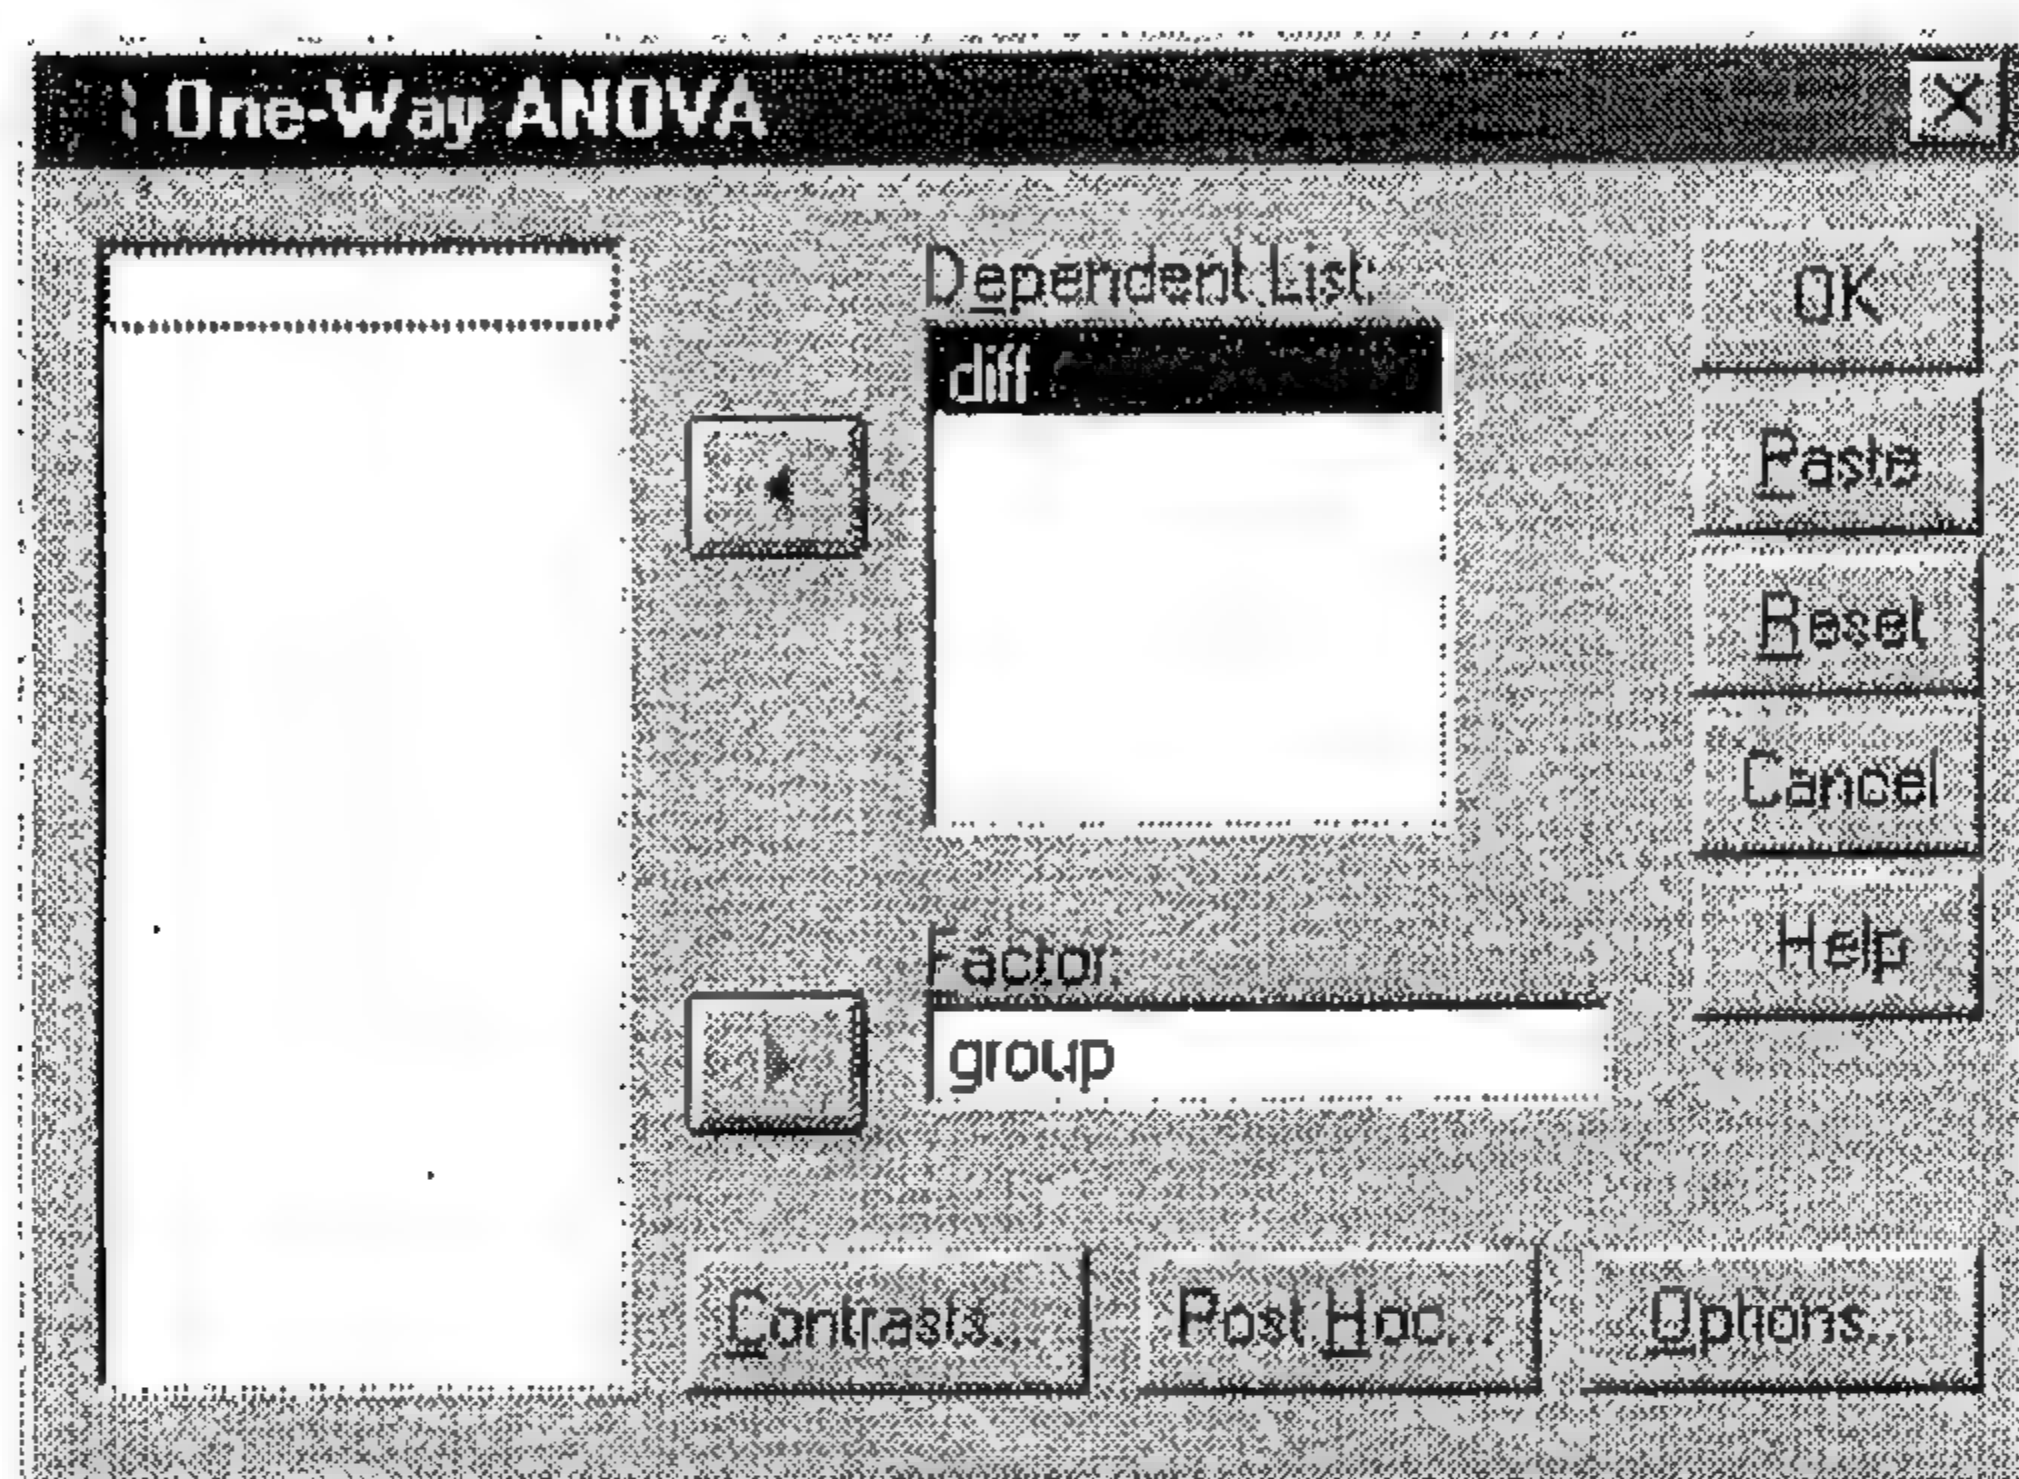 One-Way ANOVA
Dependent List:
diff
Factor:
group
OK
Paste
Reset
Cancel
Help
Contrasts...
Post Hoc...
Options...